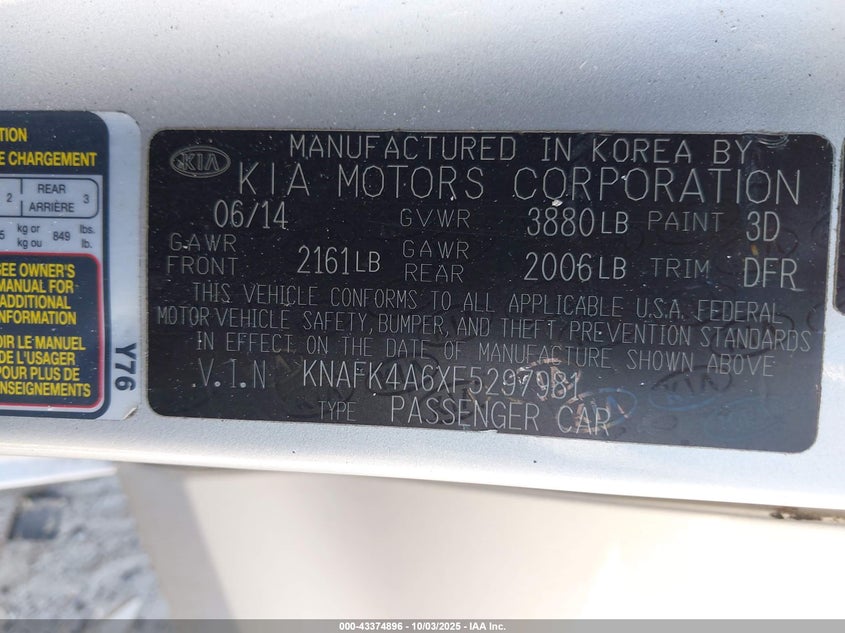 TION
E CHARGEMENT
2 REAR ARRIÈRE 3
5 kg or kg ou 849 lbs. lb.
SEE OWNER'S
MANUAL FOR
ADDITIONAL
INFORMATION
OIR LE MANUEL
DE L'USAGER
POUR PLUS DE
ENSEIGNEMENTS
Y76
KIA
MANUFACTURED IN KOREA BY
KIA MOTORS CORPORATION
06/14 GVWR 3880LB PAINT 3D
GAWR FRONT 2161LB GAWR REAR 2006LB TRIM DFR
THIS VEHICLE CONFORMS TO ALL APPLICABLE U.S.A. FEDERAL
MOTOR VEHICLE SAFETY, BUMPER, AND THEFT PREVENTION STANDARDS
IN EFFECT ON THE DATE OF MANUFACTURE SHOWN ABOVE
V.I.N KNAFK4A6XF5297981
TYPE PASSENGER CAR
000-43374896 - 10/03/2025 - IAA Inc.